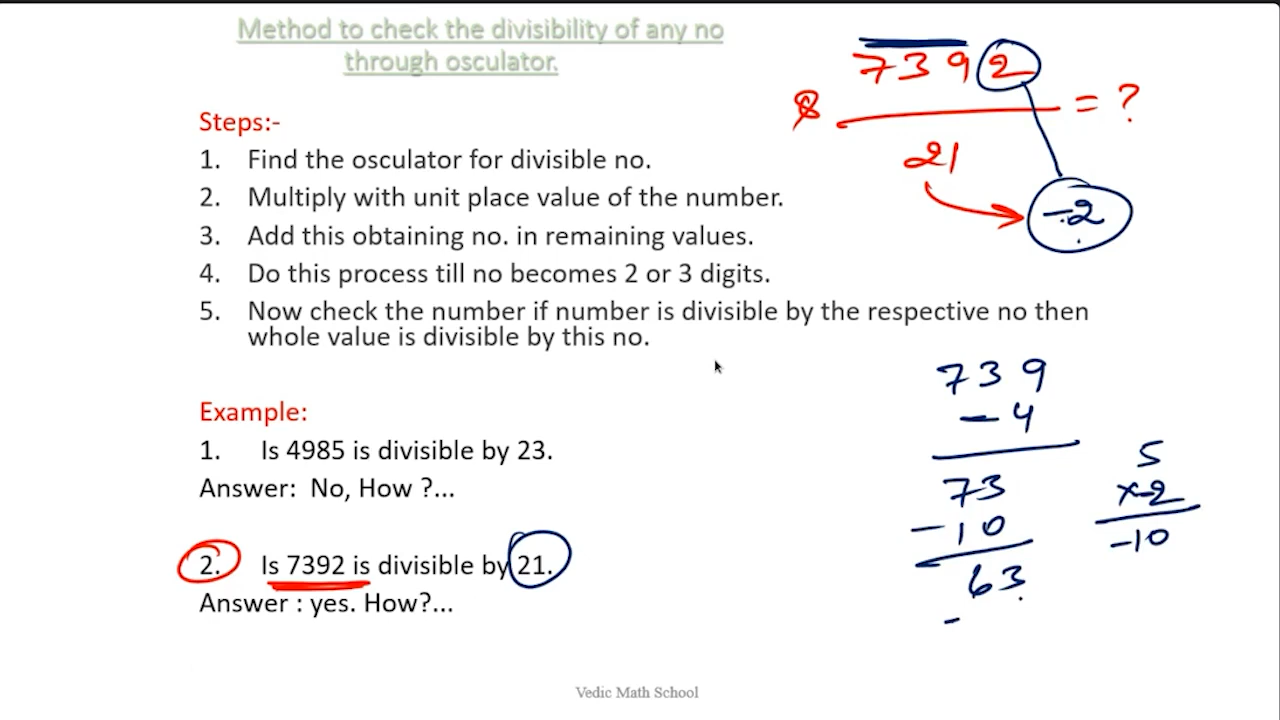 Method to check the divisibility of any no
through osculator.
Steps:-
1. Find the osculator for divisible no.
2. Multiply with unit place value of the number.
3. Add this obtaining no. in remaining values.
4. Do this process till no becomes 2 or 3 digits.
5. Now check the number if number is divisible by the respective no then
whole value is divisible by this no.
Example:
1. Is 4985 is divisible by 23.
Answer: No, How ?...
2. Is 7392 is divisible by 21.
Answer : yes. How?...
7392
= ?
21
-2
739
-4
73
-10
63
-
5
x-2
-10
Vedic Math School